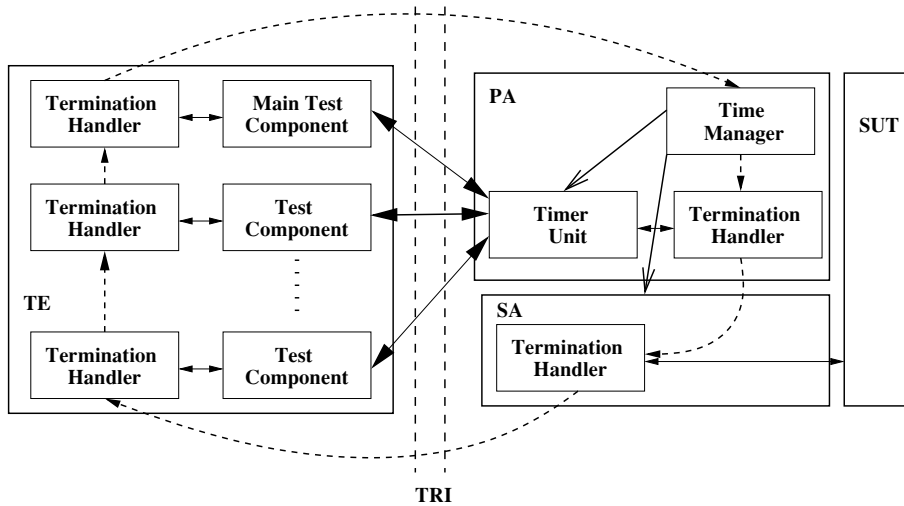 TE
Termination
Handler
Main Test
Component
Termination
Handler
Test
Component
Termination
Handler
Test
Component
TRI
PA
Time
Manager
Timer
Unit
Termination
Handler
SA
Termination
Handler
SUT